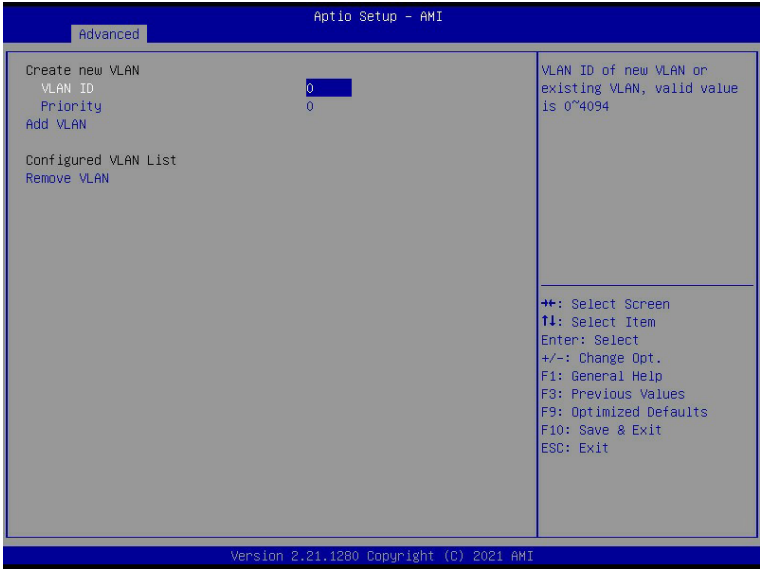 Aptio Setup – AMI
Advanced
Create new VLAN
VLAN ID 0
Priority 0
Add VLAN
Configured VLAN List
Remove VLAN
VLAN ID of new VLAN or
existing VLAN, valid value
is 0~4094
→←: Select Screen
↑↓: Select Item
Enter: Select
+/-: Change Opt.
F1: General Help
F3: Previous Values
F9: Optimized Defaults
F10: Save & Exit
ESC: Exit
Version 2.21.1280 Copyright (C) 2021 AMI